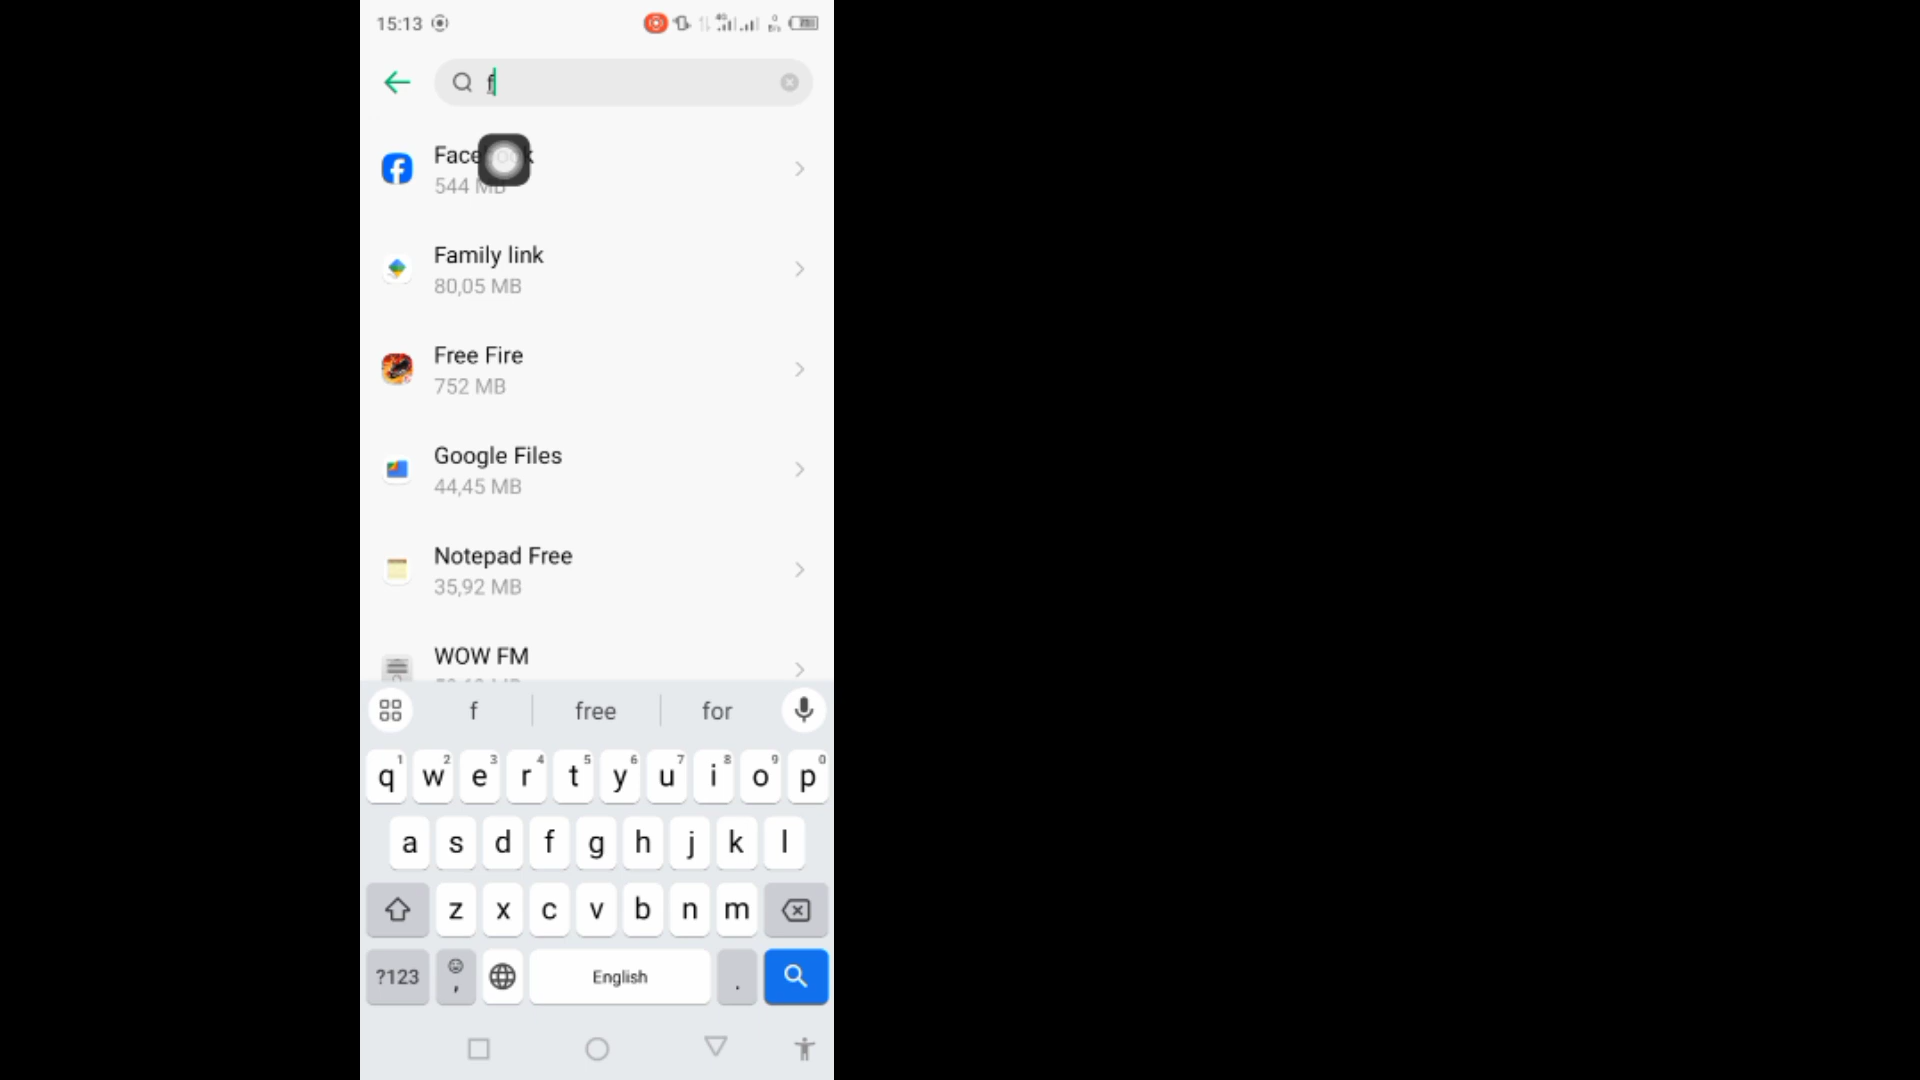 15:13
f
Facebook
544 MB
Family link
80,05 MB
Free Fire
752 MB
Google Files
44,45 MB
Notepad Free
35,92 MB
WOW FM
f free for
1 2 3 4 5 6 7 8 9 0
q w e r t y u i o p
a s d f g h j k l
z x c v b n m
?123 , English .